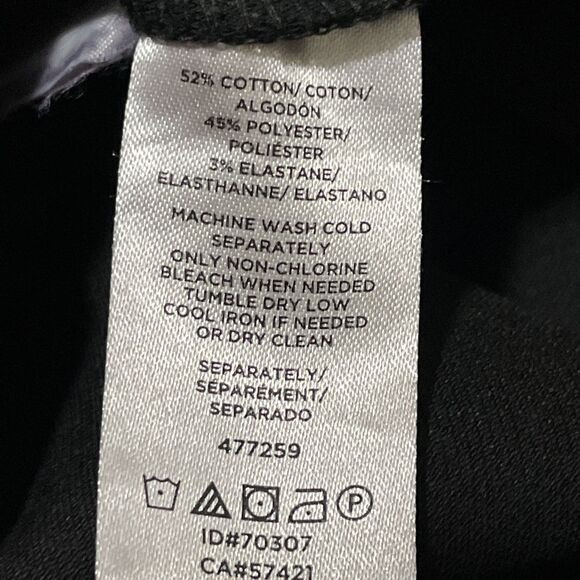 52% COTTON/ COTON/
ALGODÓN
45% POLYESTER/
POLIÉSTER
3% ELASTANE/
ELASTHANNE/ ELASTANO
MACHINE WASH COLD
SEPARATELY
ONLY NON-CHLORINE
BLEACH WHEN NEEDED
TUMBLE DRY LOW
COOL IRON IF NEEDED
OR DRY CLEAN
SEPARATELY/
SÉPARÉMENT/
SEPARADO
477259
P
ID#70307
CA#57421